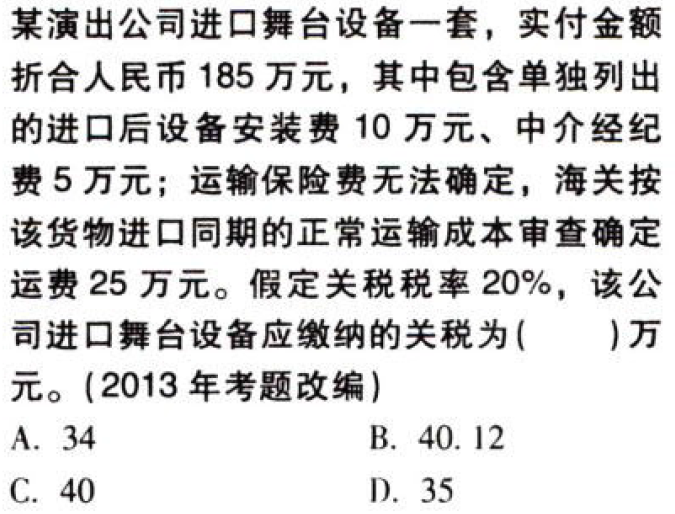 某演出公司进口舞台设备一套，实付金额
折合人民币 185 万元，其中包含单独列出
的进口后设备安装费 10 万元、中介经纪
费 5 万元；运输保险费无法确定，海关按
该货物进口同期的正常运输成本审查确定
运费 25 万元。假定关税税率 20%，该公
司进口舞台设备应缴纳的关税为(　　)万
元。(2013 年考题改编)
A. 34　　B. 40. 12
C. 40　　D. 35